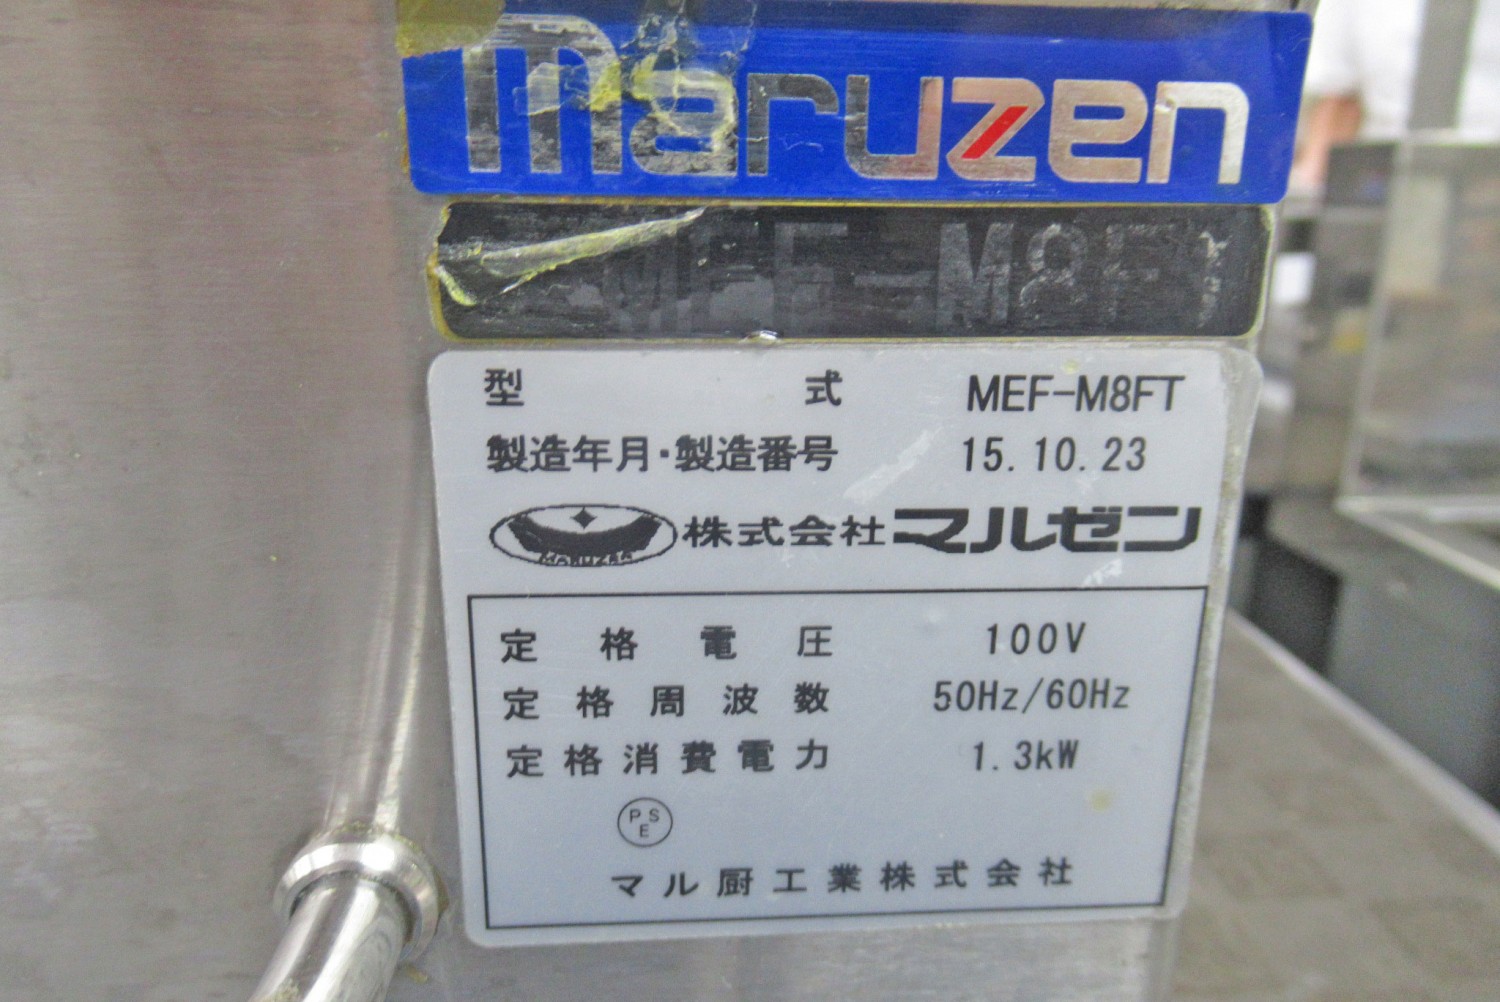 maruzen
MEF-M8FT
型式 MEF-M8FT
製造年月・製造番号 15.10.23
MARUZEN 株式会社マルゼン
定格電圧 100V
定格周波数 50Hz/60Hz
定格消費電力 1.3kW
PSE
マル厨工業株式会社